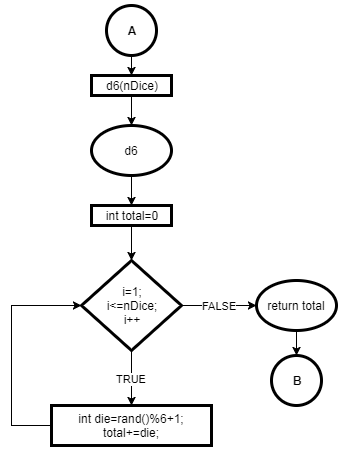 A
d6(nDice)
d6
int total=0
i=1;
i<=nDice;
i++
FALSE
return total
TRUE
B
int die=rand()%6+1;
total+=die;